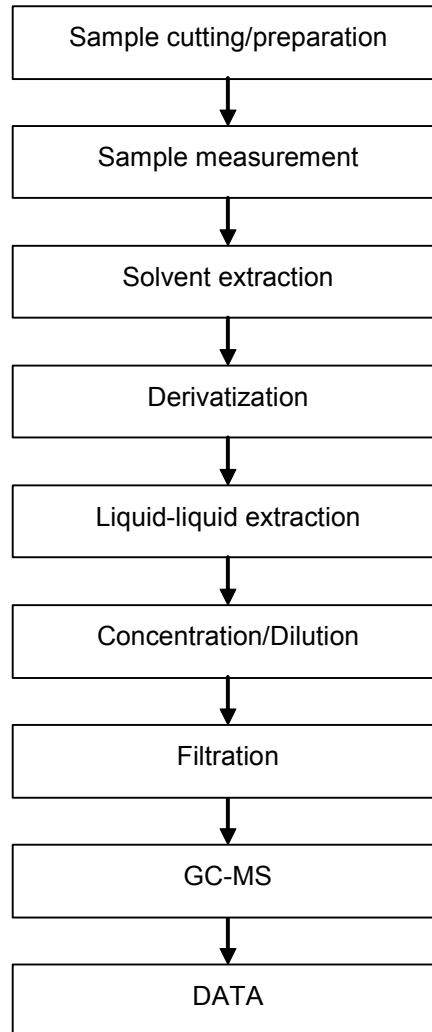 Sample cutting/preparation
Sample measurement
Solvent extraction
Derivatization
Liquid-liquid extraction
Concentration/Dilution
Filtration
GC-MS
DATA